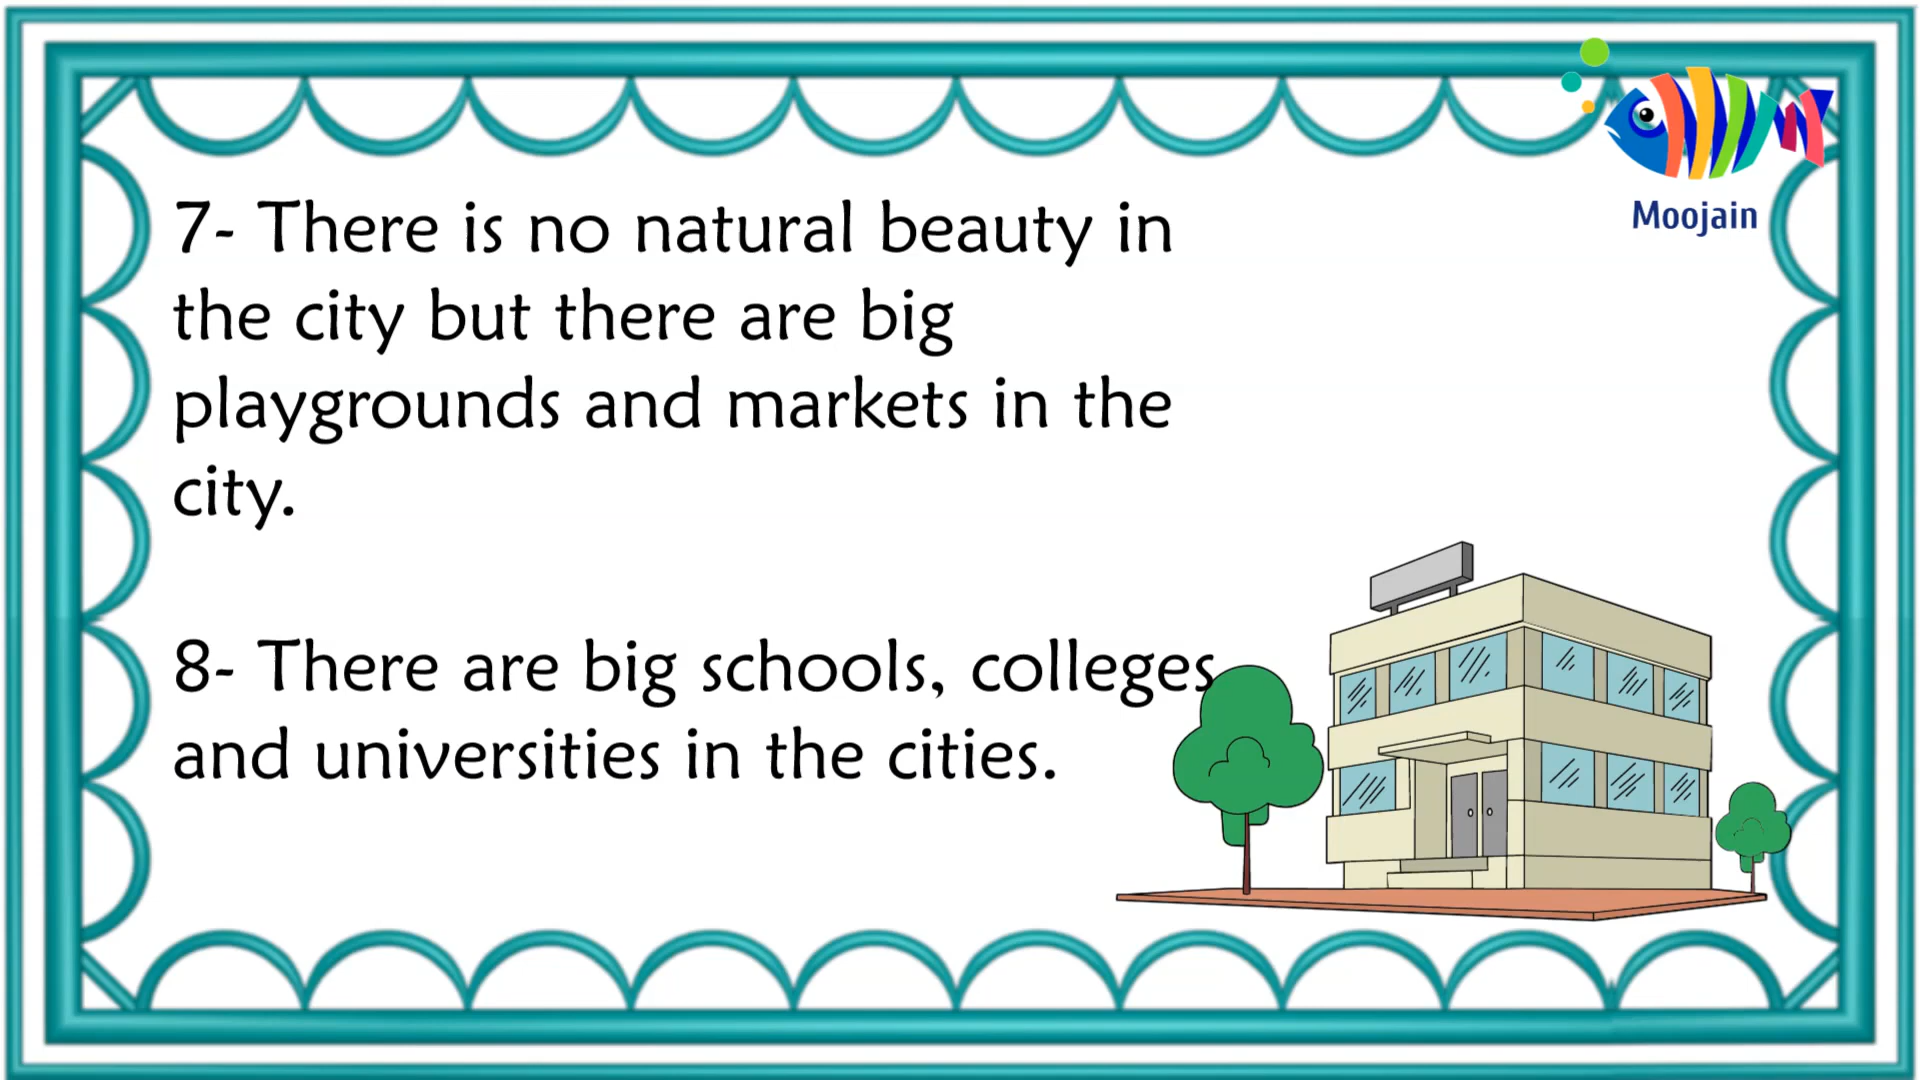 Moojain
7- There is no natural beauty in
the city but there are big
playgrounds and markets in the
city.
8- There are big schools, colleges
and universities in the cities.